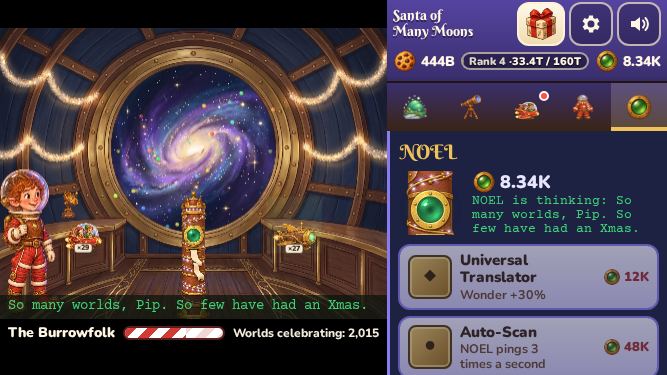 Santa of
Many Moons
444B
Rank 4 ·33.4T / 160T
8.34K
NOEL
8.34K
NOEL is thinking: So
many worlds, Pip. So
few have had an Xmas.
Universal
Translator
Wonder +30%
12K
Auto-Scan
NOEL pings 3
times a second
48K
×29
×27
So many worlds, Pip. So few have had an Xmas.
The Burrowfolk
Worlds celebrating: 2,015